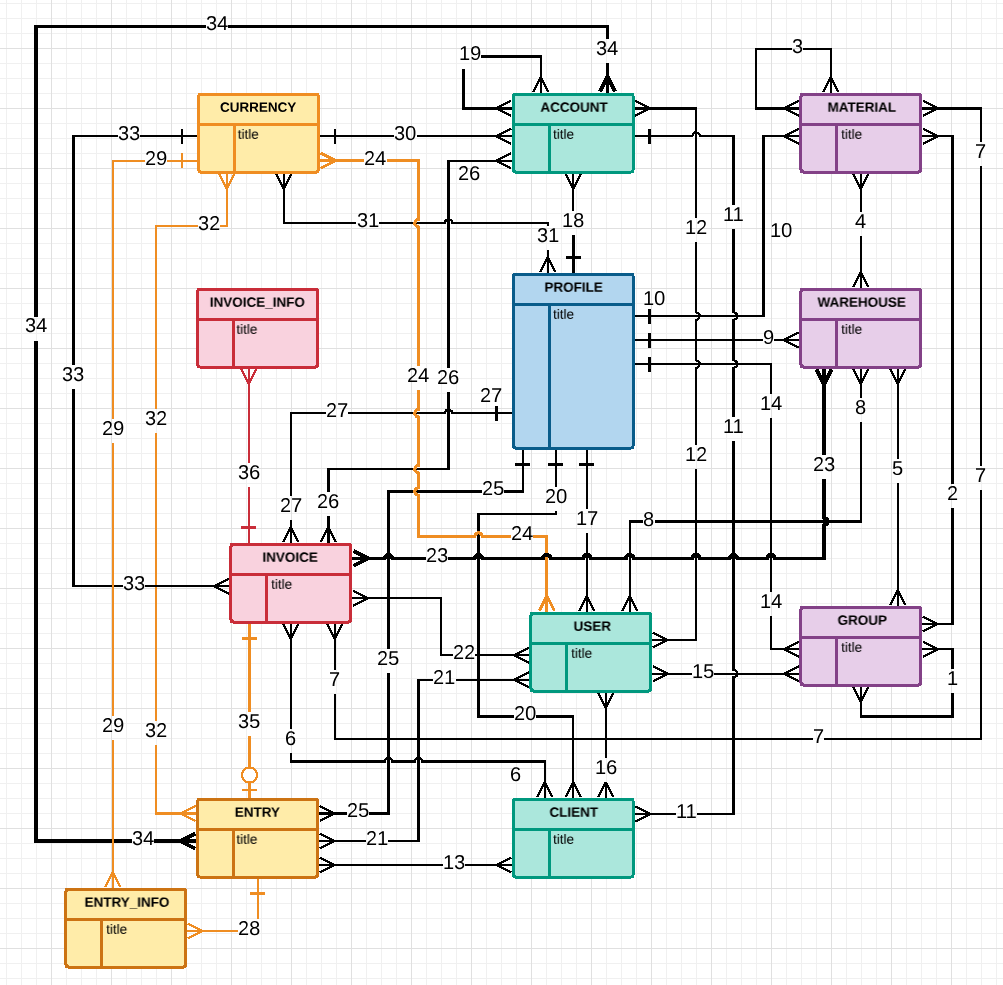 34
34
3
19
CURRENCY
ACCOUNT
MATERIAL
title
title
title
33
30
29
24
7
26
32
31
18
11
12
10
4
31
PROFILE
INVOICE_INFO
WAREHOUSE
title
title
title
10
34
9
33
24
26
27
14
8
27
32
29
11
12
23
5
36
25
20
2
7
27
26
17
8
24
INVOICE
23
title
33
14
USER
GROUP
title
title
22
25
15
21
7
1
35
20
29
32
6
7
6
16
ENTRY
25
CLIENT
11
title
title
34
21
13
ENTRY_INFO
title
28